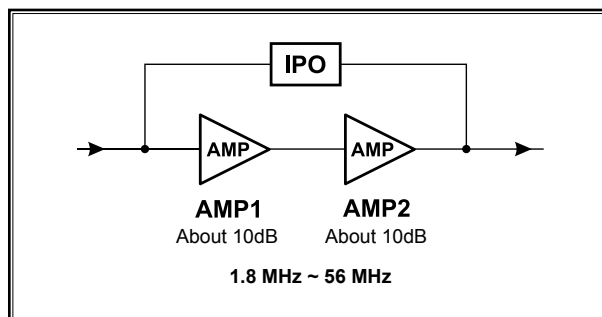 IPO
AMP AMP
AMP1 AMP2
About 10dB About 10dB
1.8 MHz ~ 56 MHz